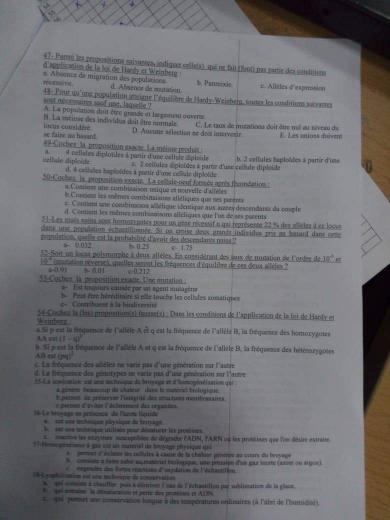 47- Parmi les propositions suivantes, indiquer celle(s) qui ne fait (font) pas partie des conditions
d'application de la loi de Hardy et Weinberg :
a. Absence de migration des populations. b. Panmixie. c. Allèles d'expression
récessive. d. Absence de mutation.
48- Pour qu'une population atteigne l'équilibre de Hardy-Weinberg, toutes les conditions suivantes
sont nécessaires sauf une, laquelle ?
A. La population doit être grande et largement ouverte.
B. La méiose des individus doit être normale. C. Le taux de mutations doit être nul au niveau du
locus considéré. D. Aucune sélection ne doit intervenir. E. Les unions doivent
se faire au hasard.
49-Cochez la proposition exacte. La méiose produit :
a. 4 cellules diploïdes à partir d'une cellule diploïde b. 2 cellules haploïdes à partir d'une
cellule diploïde c. 2 cellules diploïdes à partir d'une cellule diploïde
d. 4 cellules haploïdes à partir d'une cellule diploïde
50-Cochez la proposition exacte. La cellule-oeuf formée après fécondation :
a.Contient une combinaison unique et nouvelle d'allèles
b.Contient les mêmes combinaisons alléliques que ses parents
c. Contient une combinaison allélique identique aux autres descendants du couple
d. Contient les mêmes combinaisons alléliques que l'un de ses parents
51-Les mais nains sont homozygotes pour un gène récessif a qui représente 22 % des allèles à ce locus
dans une population échantillonnée. Si on croise deux grands individus pris au hasard dans cette
population, quelle est la probabilité d'avoir des descendants nains ?
a- 0.032 b- 0.25 c- 1.75
52-Soit un locus polymorphe à deux allèles. En considérant des taux de mutation de l'ordre de 10⁻⁶ et
(mutation réverse), quelles seront les fréquences d'équilibre de ces deux allèles ?
a-0.91 b- 0.01 c-0.212
53-Cochez la proposition exacte. Une mutation :
a- Est toujours causée par un agent mutagène
b- Peut être héréditaire si elle touche les cellules somatiques
c- Contribuent à la biodiversité
54-Cochez la (les) proposition(s) fausse(s) : Dans les conditions de l'application de la loi de Hardy et
Weinberg :
a.Si p est la fréquence de l'allèle A et q est la fréquence de l'allèle B, la fréquence des homozygotes
AA est (1 – q)²
b. Si p est la fréquence de l'allèle A et q est la fréquence de l'allèle B, la fréquence des hétérozygotes
AB est (pq)²
c. La fréquence des allèles ne varie pas d'une génération sur l'autre
d. La fréquence des génotypes ne varie pas d'une génération sur l'autre
55-La sonication est une technique de broyage et d'homogénéisation qui :
a.génère beaucoup de chaleur dans le matériel biologique.
b.permet de préserver l'intégrité des structures membranaires.
c.permet d'éviter l'éclatement des organites.
56-Le broyage en présence de l'azote liquide
a. est une technique physique de broyage.
b. est une technique utilisée pour dénaturer les protéines.
c. inactive les enzymes susceptibles de dégrader l'ADN, l'ARN ou les protéines que l'on désire extraire.
57-Homogénéiseur à gaz est un matériel de broyage physique qui
a. permet d'éclater les cellules à cause de la chaleur générée au cours du broyage
b. consiste à faire subir au matériel biologique, une pression d'un gaz inerte (azote ou argon).
c. engendre des fortes réactions d'oxydation de l'échantillon.
58-Lyophilisation est une technique de conservation
a. qui consiste à chauffer puis à éliminer l'eau de l'échantillon par sublimation de la glace.
b. qui entraîne la dénaturation et perte des protéines et ADN.
c. qui permet une conservation longue à des températures ordinaires (à l'abri de l'humidité).